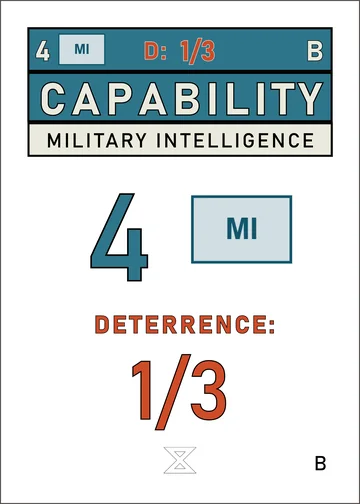 4 MI D: 1/3 B
CAPABILITY
MILITARY INTELLIGENCE
4 MI
DETERRENCE:
1/3
B